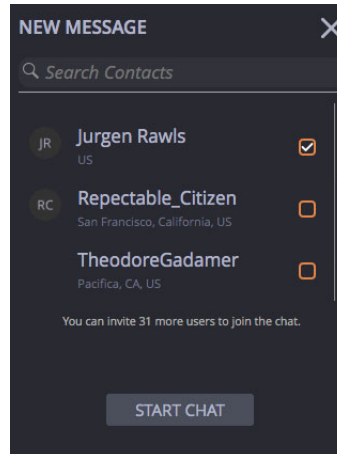 NEW MESSAGE
Search Contacts
JR
Jurgen Rawls
US
RC
Repectable_Citizen
San Francisco, California, US
TheodoreGadamer
Pacifica, CA, US
You can invite 31 more users to join the chat.
START CHAT